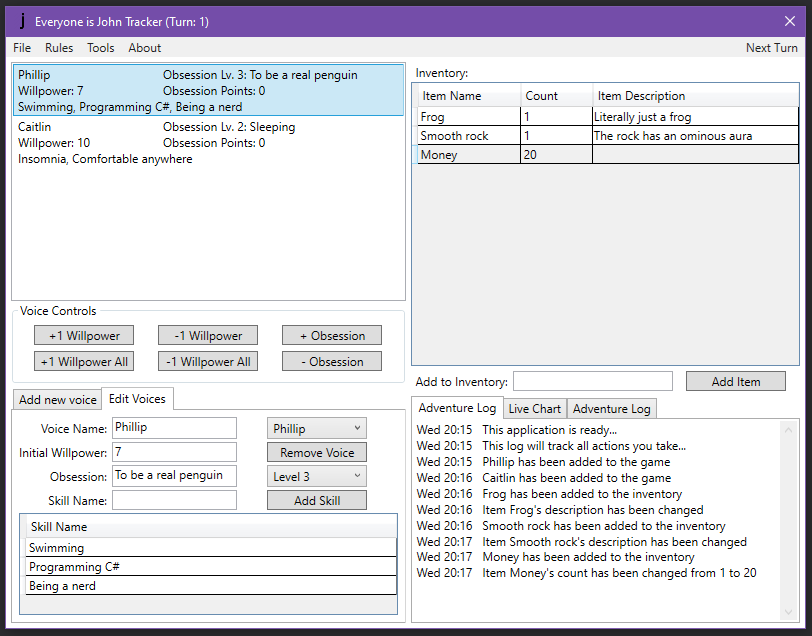 j Everyone is John Tracker (Turn: 1)
File Rules Tools About Next Turn
Phillip Obsession Lv. 3: To be a real penguin
Willpower: 7 Obsession Points: 0
Swimming, Programming C#, Being a nerd
Caitlin Obsession Lv. 2: Sleeping
Willpower: 10 Obsession Points: 0
Insomnia, Comfortable anywhere
Voice Controls
+1 Willpower -1 Willpower + Obsession
+1 Willpower All -1 Willpower All - Obsession
Add new voice Edit Voices
Voice Name: Phillip Phillip
Initial Willpower: 7 Remove Voice
Obsession: To be a real penguin Level 3
Skill Name: Add Skill
Skill Name
Swimming
Programming C#
Being a nerd
Inventory:
Item Name Count Item Description
Frog 1 Literally just a frog
Smooth rock 1 The rock has an ominous aura
Money 20
Add to Inventory: Add Item
Adventure Log Live Chart Adventure Log
Wed 20:15 This application is ready...
Wed 20:15 This log will track all actions you take...
Wed 20:15 Phillip has been added to the game
Wed 20:16 Caitlin has been added to the game
Wed 20:16 Frog has been added to the inventory
Wed 20:16 Item Frog's description has been changed
Wed 20:16 Smooth rock has been added to the inventory
Wed 20:17 Item Smooth rock's description has been changed
Wed 20:17 Money has been added to the inventory
Wed 20:17 Item Money's count has been changed from 1 to 20